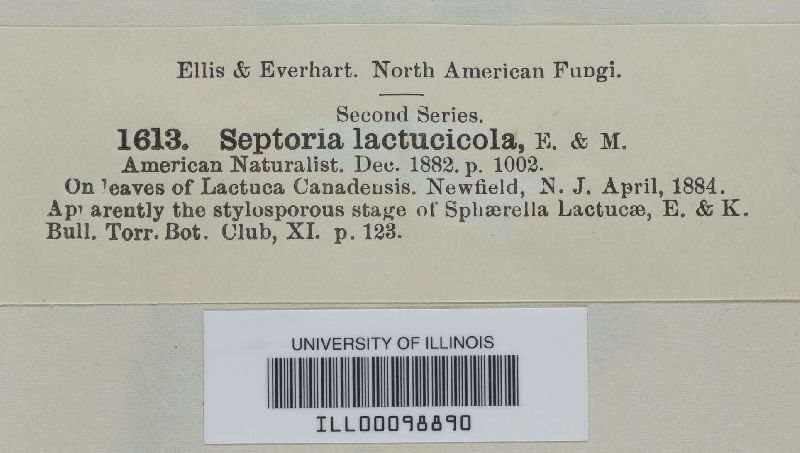 Ellis & Everhart. North American Fungi.
Second Series.
1613. Septoria lactucicola, E. & M.
American Naturalist. Dec. 1882. p. 1002.
On leaves of Lactuca Canadensis. Newfield, N. J. April, 1884.
Apparently the stylosporous stage of Sphærella Lactucæ, E. & K.
Bull. Torr. Bot. Club, XI. p. 123.
UNIVERSITY OF ILLINOIS
ILL00098890